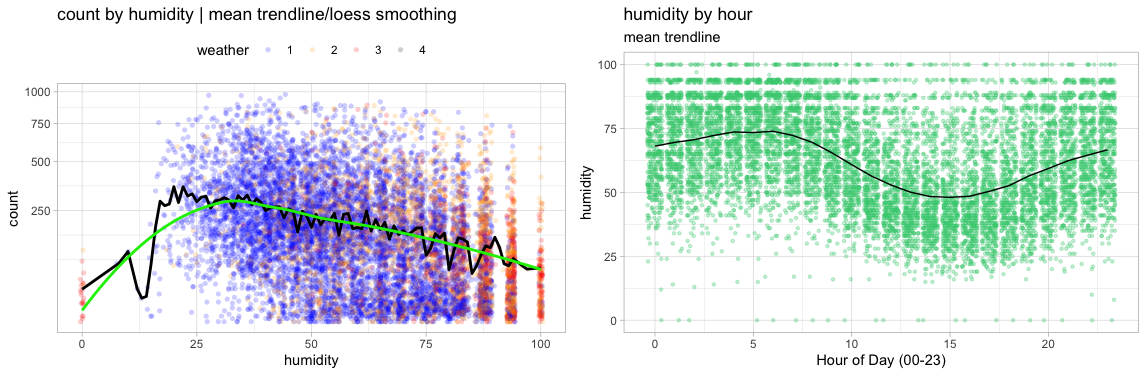 count by humidity | mean trendline/loess smoothing
weather 1 2 3 4
1000
750
500
250
count
0 25 50 75 100
humidity
humidity by hour
mean trendline
100
75
50
25
0
humidity
0 5 10 15 20
Hour of Day (00-23)